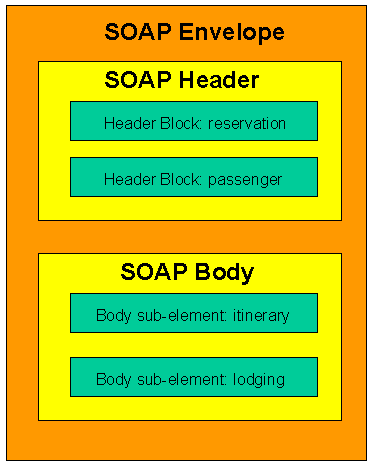 SOAP Envelope
SOAP Header
Header Block: reservation
Header Block: passenger
SOAP Body
Body sub-element: itinerary
Body sub-element: lodging